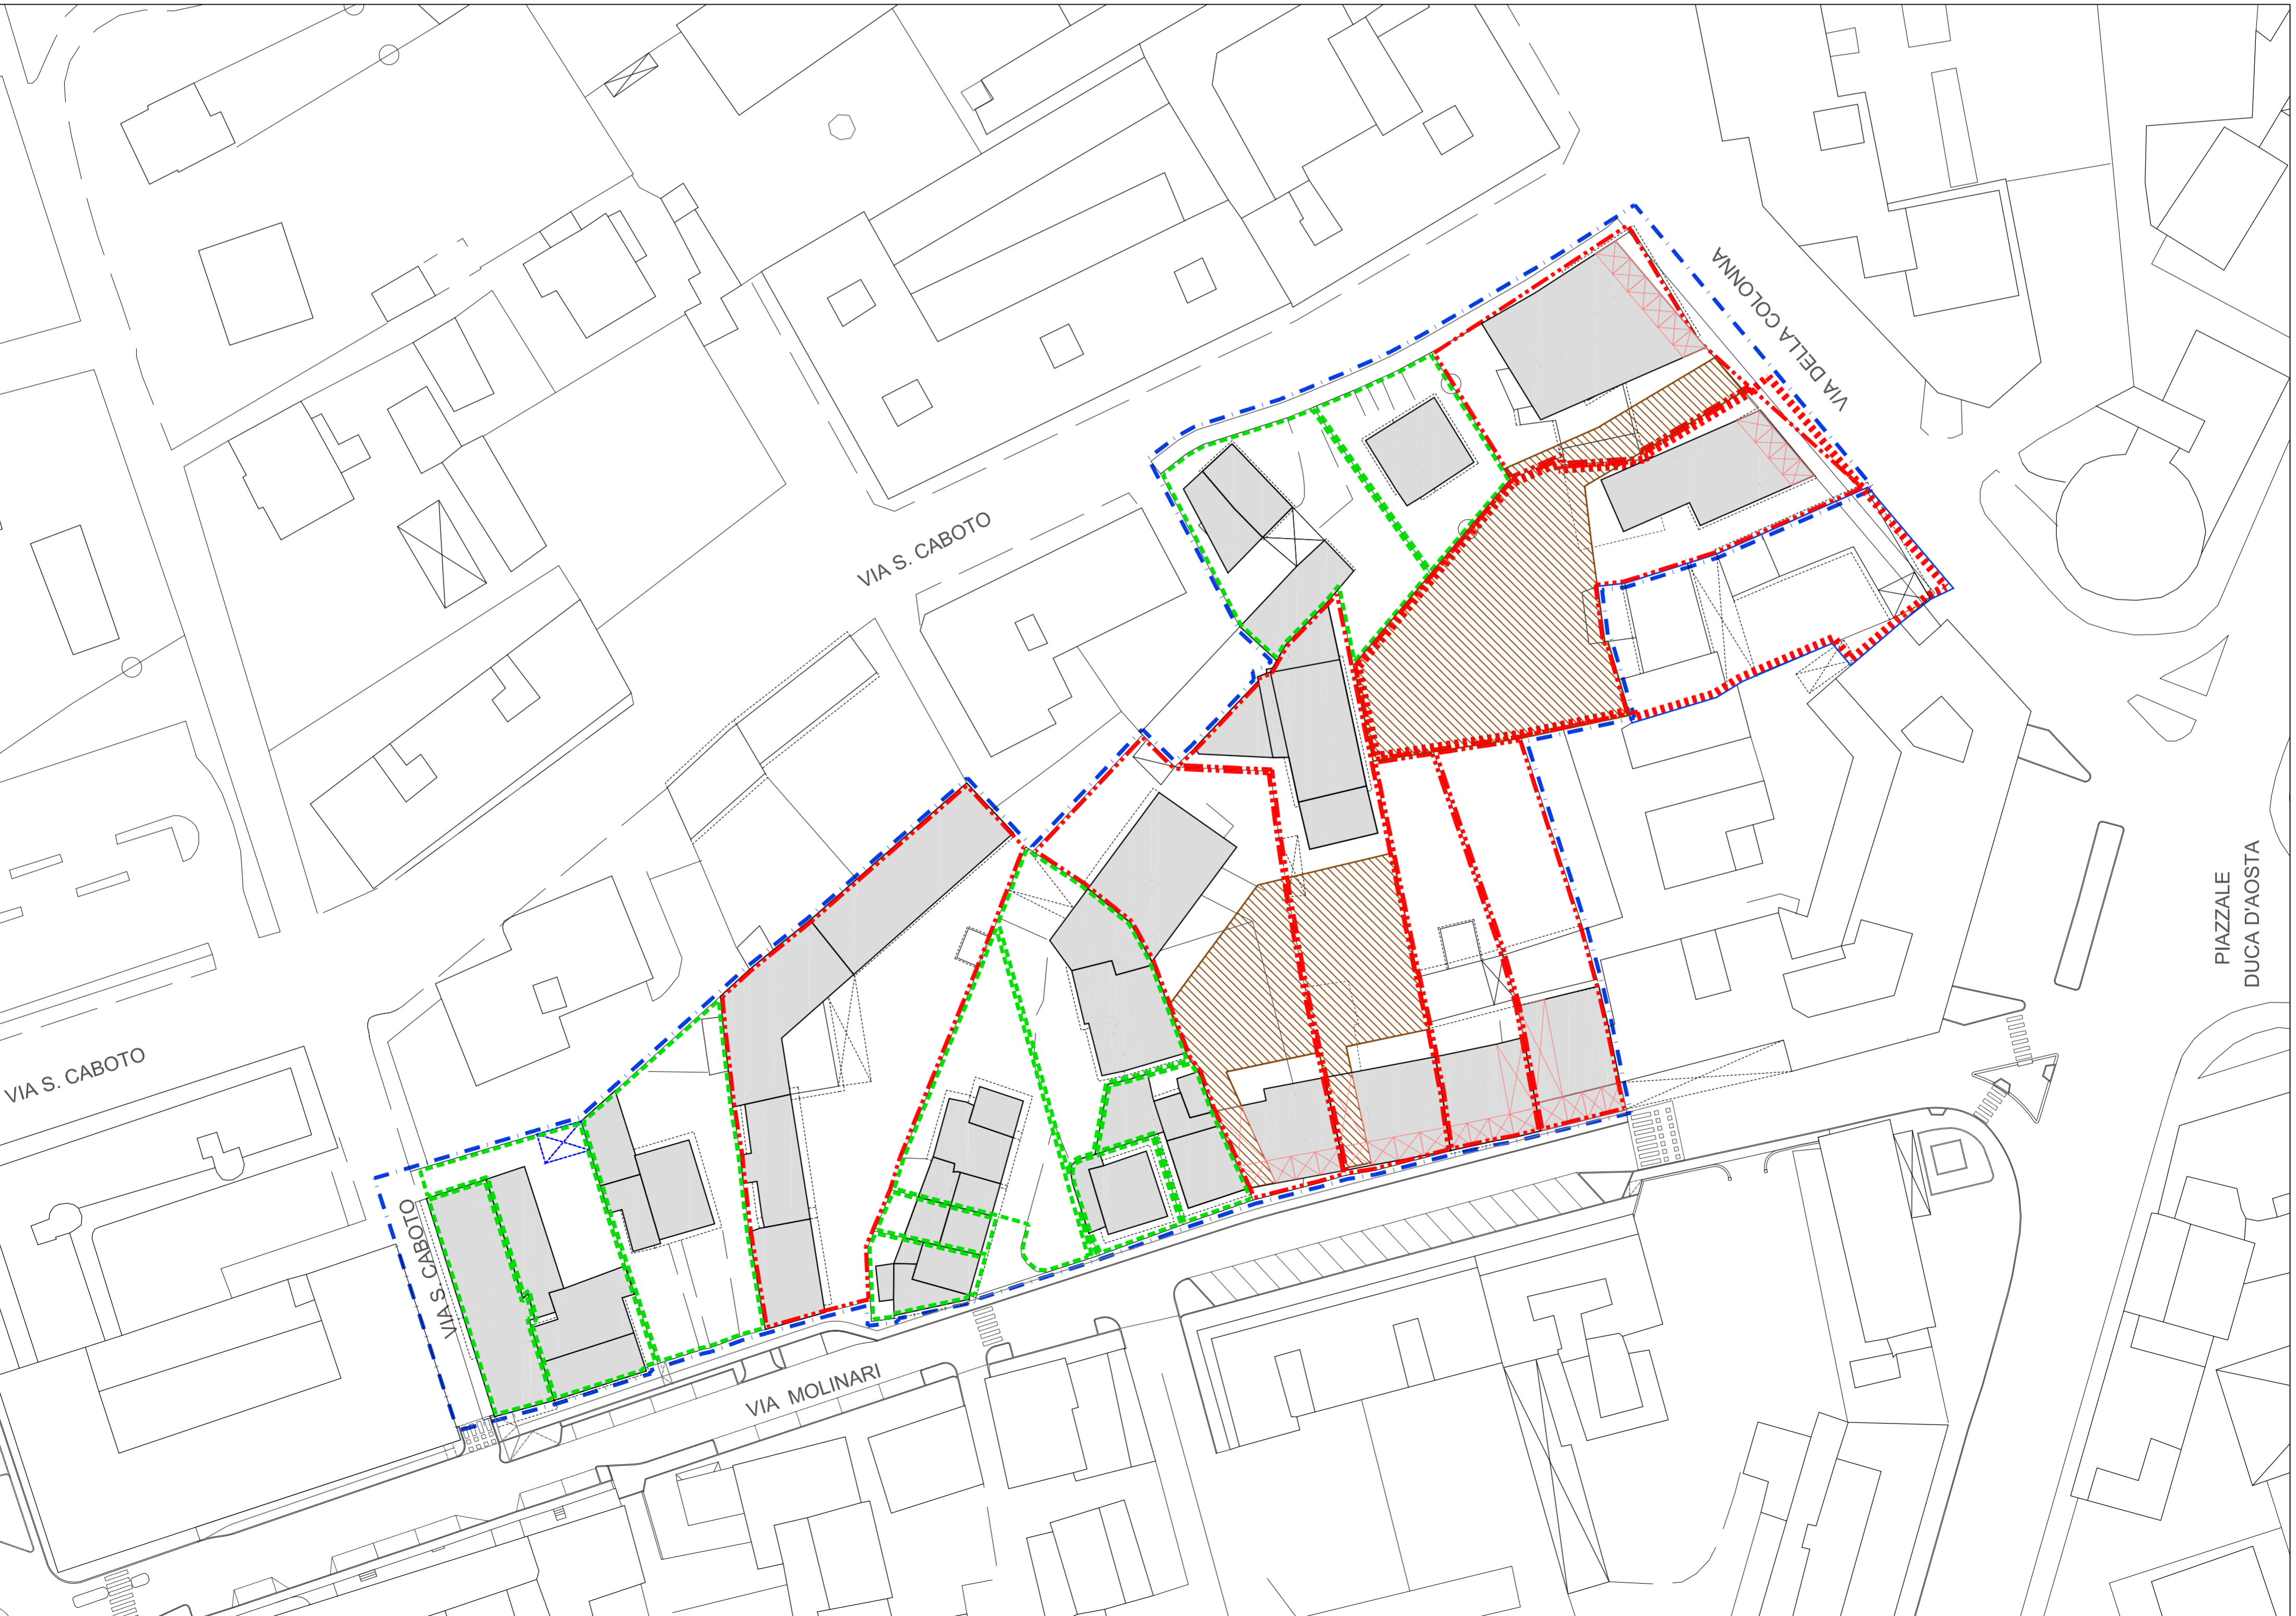 VIA DELLA COLONNA
VIA S. CABOTO
PIAZZALE
DUCA D'AOSTA
VIA S. CABOTO
VIA S. CABOTO
VIA MOLINARI